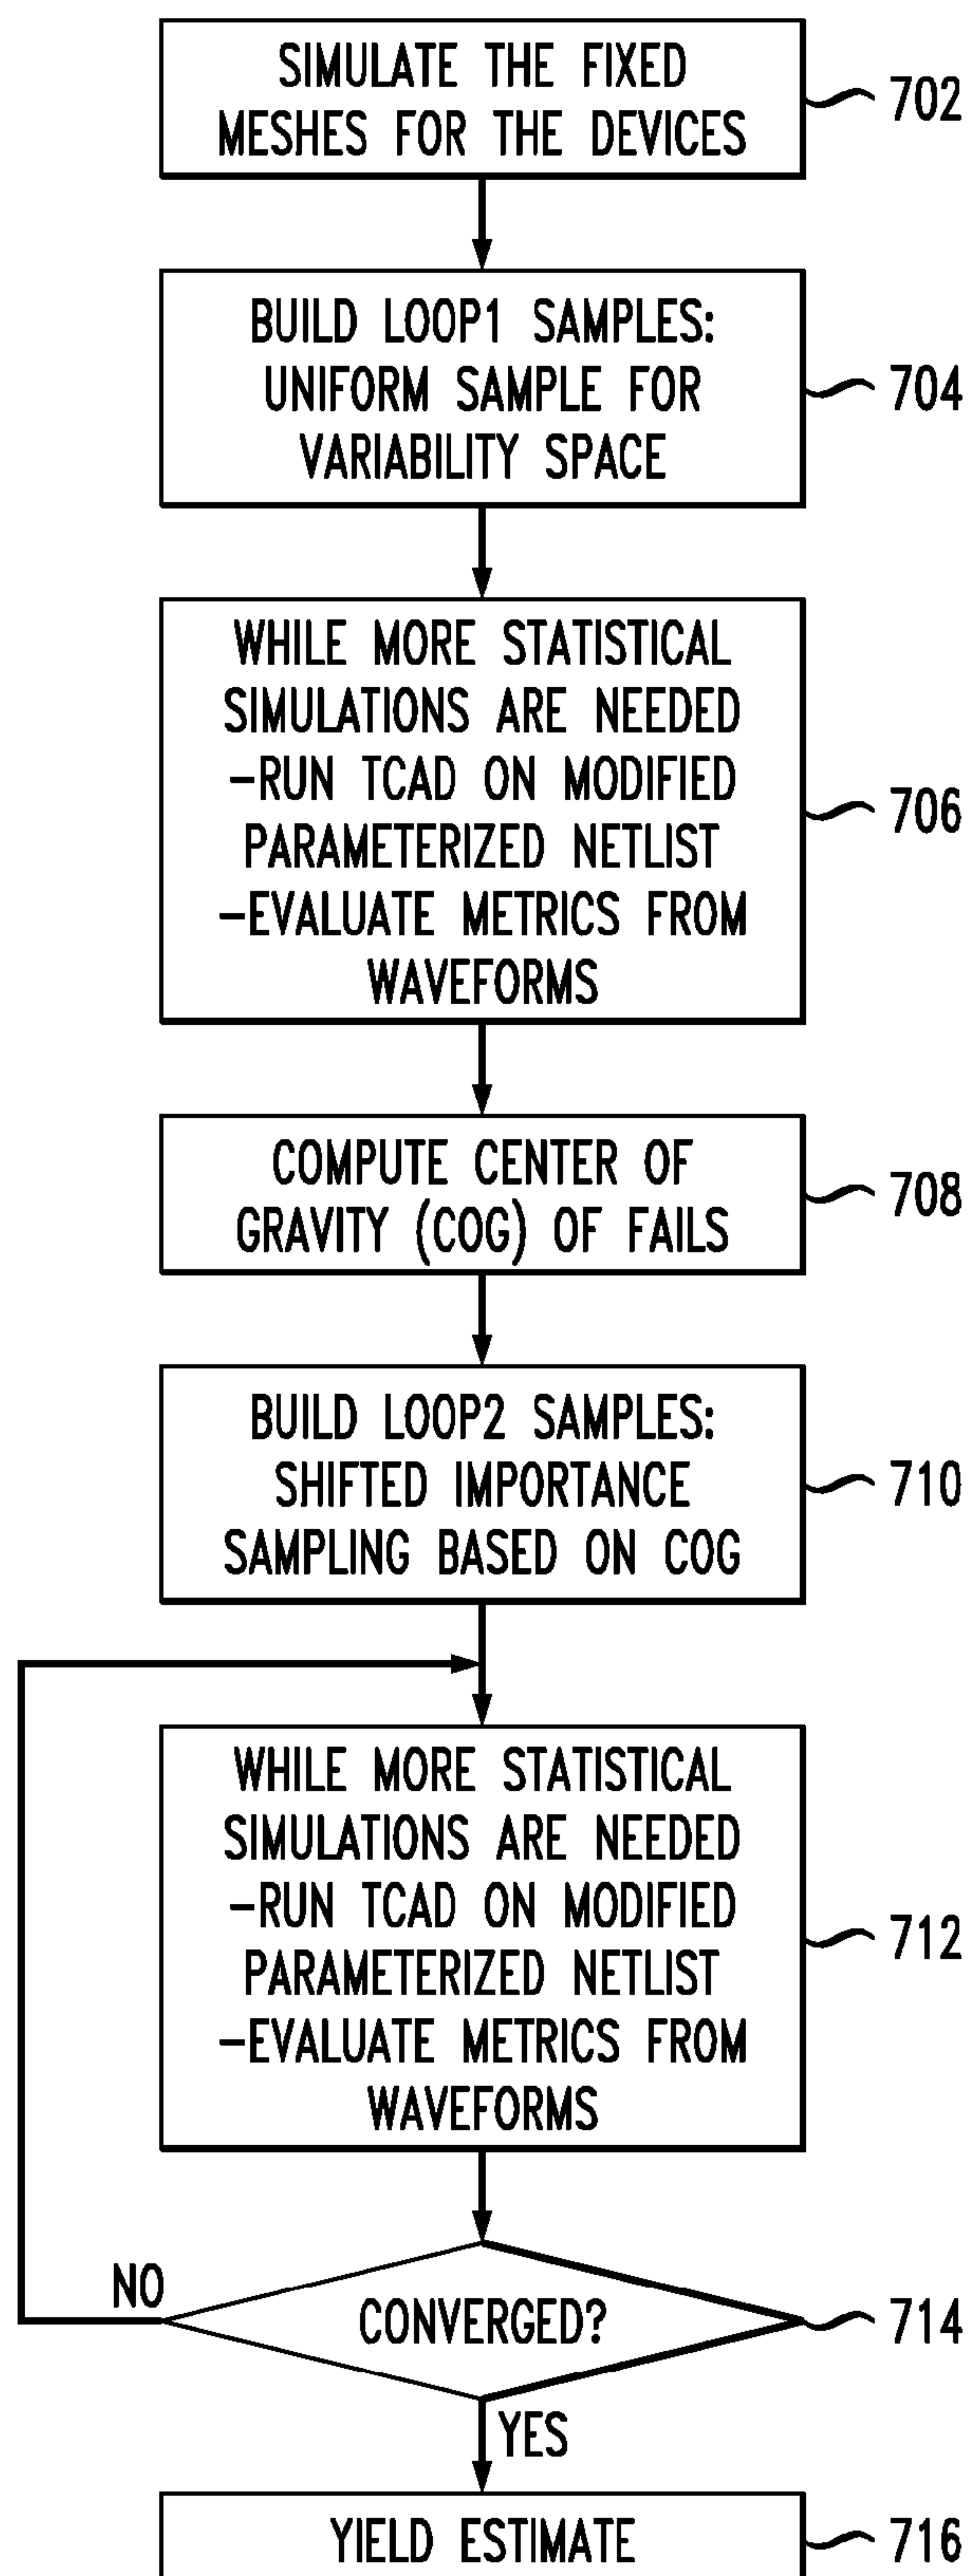 SIMULATE THE FIXED
MESHES FOR THE DEVICES
702
BUILD LOOP1 SAMPLES:
UNIFORM SAMPLE FOR
VARIABILITY SPACE
704
WHILE MORE STATISTICAL
SIMULATIONS ARE NEEDED
-RUN TCAD ON MODIFIED
PARAMETERIZED NETLIST
-EVALUATE METRICS FROM
WAVEFORMS
706
COMPUTE CENTER OF
GRAVITY (COG) OF FAILS
708
BUILD LOOP2 SAMPLES:
SHIFTED IMPORTANCE
SAMPLING BASED ON COG
710
WHILE MORE STATISTICAL
SIMULATIONS ARE NEEDED
-RUN TCAD ON MODIFIED
PARAMETERIZED NETLIST
-EVALUATE METRICS FROM
WAVEFORMS
712
NO
CONVERGED?
714
YES
YIELD ESTIMATE
716